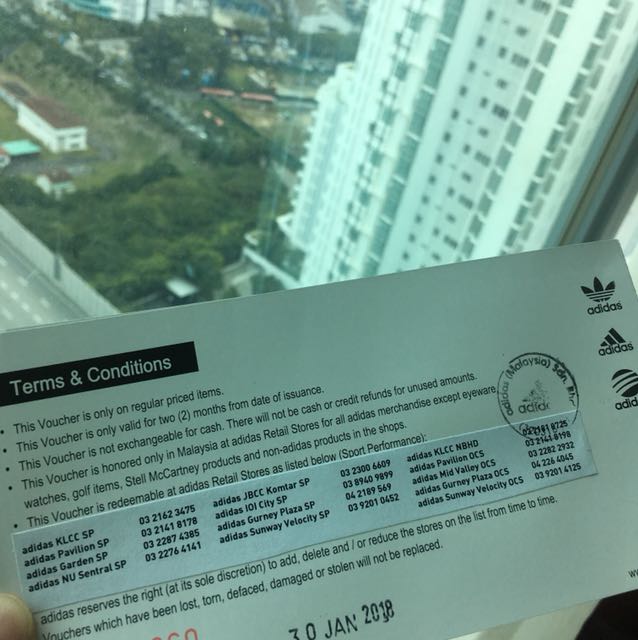 adidas
adidas
adid
Terms & Conditions
• This Voucher is only on regular priced items.
• This Voucher is only valid for two (2) months from date of issuance.
• This Voucher is not exchangeable for cash. There will not be cash or credit refunds for unused amounts.
• This Voucher is honored only in Malaysia at adidas Retail Stores for all adidas merchandise except eyewear,
watches, golf items, Stell McCartney products and non-adidas products in the shops.
• This Voucher is redeemable at adidas Retail Stores as listed below (Sport Performance):
adidas (Malaysia) Sdn. Bhd
adidas
adidas KLCC SP 03 2162 3475 adidas JBCC Komtar SP 03 2300 6609 adidas KLCC NBHD
adidas Pavilion SP 03 2141 8178 adidas IOI City SP 03 8940 9899 adidas Pavilion OCS 03 2141 8198
adidas Garden SP 03 2287 4385 adidas Gurney Plaza SP 04 2189 569 adidas Mid Valley OCS 03 2282 2932
adidas NU Sentral SP 03 2276 4141 adidas Sunway Velocity SP 03 9201 0452 adidas Gurney Plaza OCS 04 226 4045
adidas Sunway Velocity OCS 03 9201 4125
adidas reserves the right (at its sole discretion) to add, delete and / or reduce the stores on the list from time to time.
Vouchers which have been lost, torn, defaced, damaged or stolen will not be replaced.
30 JAN 2018